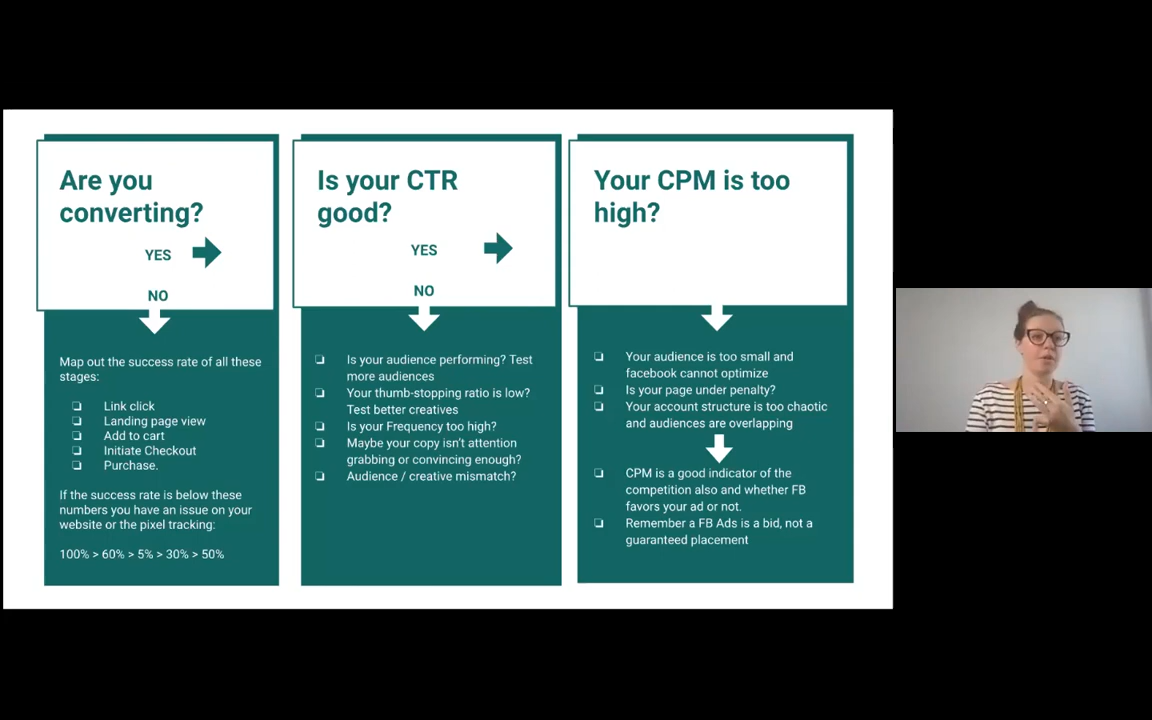 Are you
converting?
YES
NO
Map out the success rate of all these
stages:
Link click
Landing page view
Add to cart
Initiate Checkout
Purchase.
If the success rate is below these
numbers you have an issue on your
website or the pixel tracking:
100% > 60% > 5% > 30% > 50%
Is your CTR
good?
YES
NO
Is your audience performing? Test
more audiences
Your thumb-stopping ratio is low?
Test better creatives
Is your Frequency too high?
Maybe your copy isn't attention
grabbing or convincing enough?
Audience / creative mismatch?
Your CPM is too
high?
Your audience is too small and
facebook cannot optimize
Is your page under penalty?
Your account structure is too chaotic
and audiences are overlapping
CPM is a good indicator of the
competition also and whether FB
favors your ad or not.
Remember a FB Ads is a bid, not a
guaranteed placement